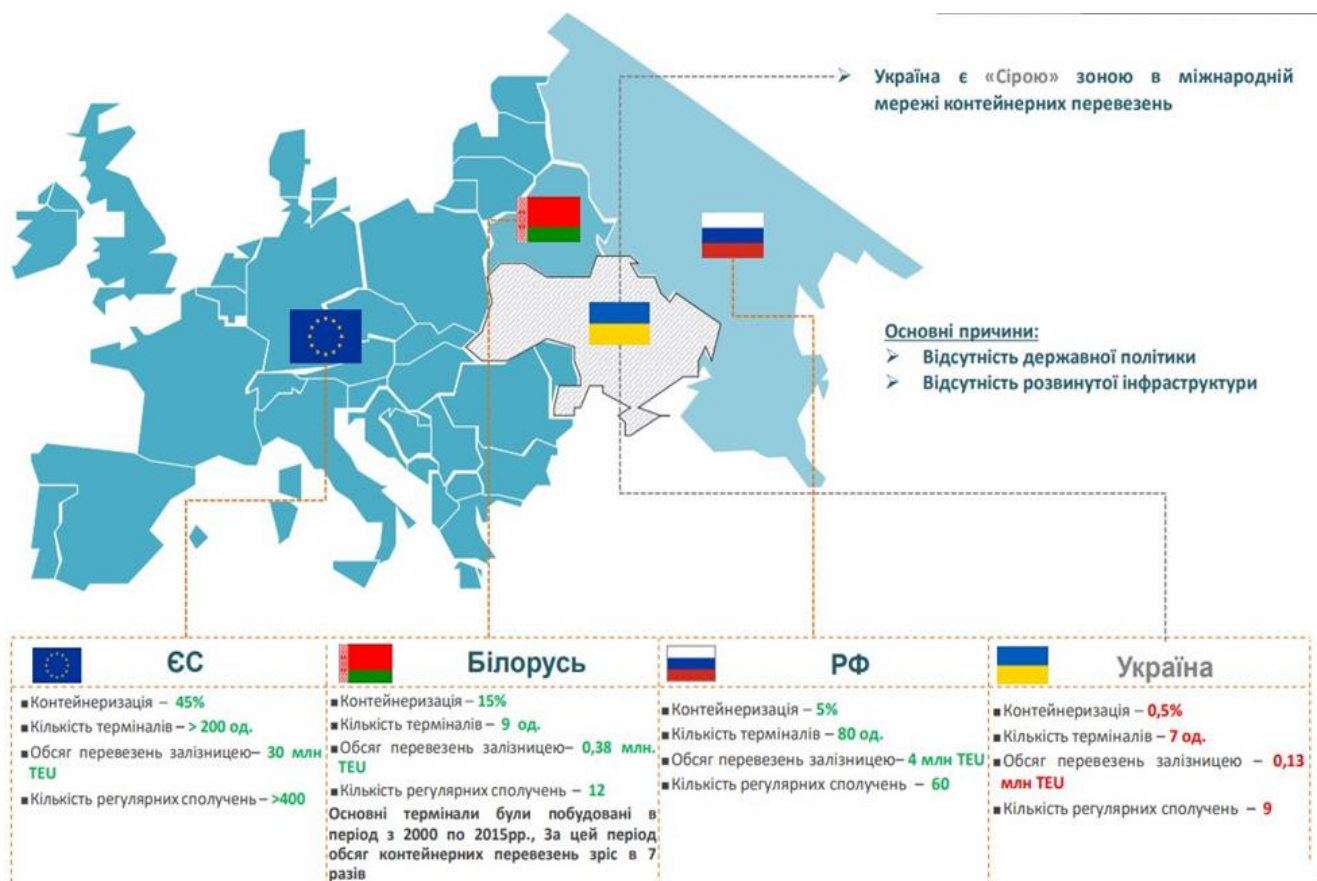 ➢ Україна є «Сірою» зоною в міжнародній
мережі контейнерних перевезень
Основні причини:
➢ Відсутність державної політики
➢ Відсутність розвинутої інфраструктури
ЄС
▪Контейнеризація – 45%
▪Кількість терміналів – > 200 од.
▪Обсяг перевезень залізницею– 30 млн
TEU
▪Кількість регулярних сполучень – >400
Білорусь
▪Контейнеризація – 15%
▪Кількість терміналів – 9 од.
▪Обсяг перевезень залізницею– 0,38 млн.
TEU
▪Кількість регулярних сполучень – 12
Основні термінали були побудовані в
період з 2000 по 2015рр., За цей період
обсяг контейнерних перевезень зріс в 7
разів
РФ
▪Контейнеризація – 5%
▪Кількість терміналів – 80 од.
▪Обсяг перевезень залізницею– 4 млн TEU
▪Кількість регулярних сполучень – 60
Україна
▪Контейнеризація – 0,5%
▪Кількість терміналів – 7 од.
▪Обсяг перевезень залізницею – 0,13
млн TEU
▪Кількість регулярних сполучень – 9